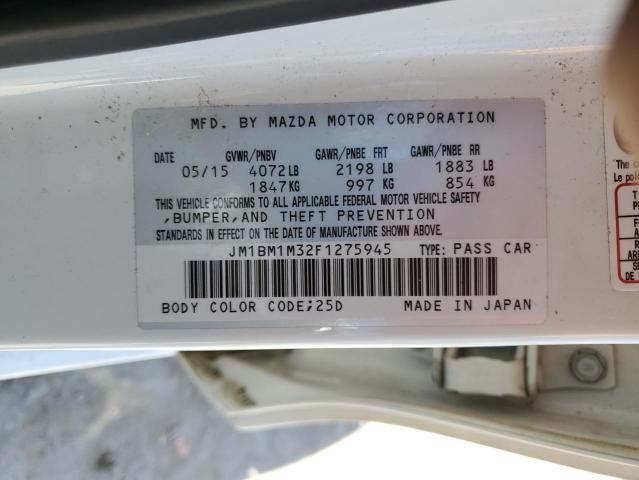 MFD. BY MAZDA MOTOR CORPORATION
DATE GVWR/PNBV GAWR/PNBE FRT GAWR/PNBE RR
05/15 4072LB 2198 LB 1883 LB
1847KG 997 KG 854 KG
THIS VEHICLE CONFORMS TO ALL APPLICABLE FEDERAL MOTOR VEHICLE SAFETY
,BUMPER,AND THEFT PREVENTION
STANDARDS IN EFFECT ON THE DATE OF MANUFACTURE SHOWN ABOVE.
JM1BM1M32F1275945 TYPE: PASS CAR
BODY COLOR CODE;25D MADE IN JAPAN
The
Le
DE